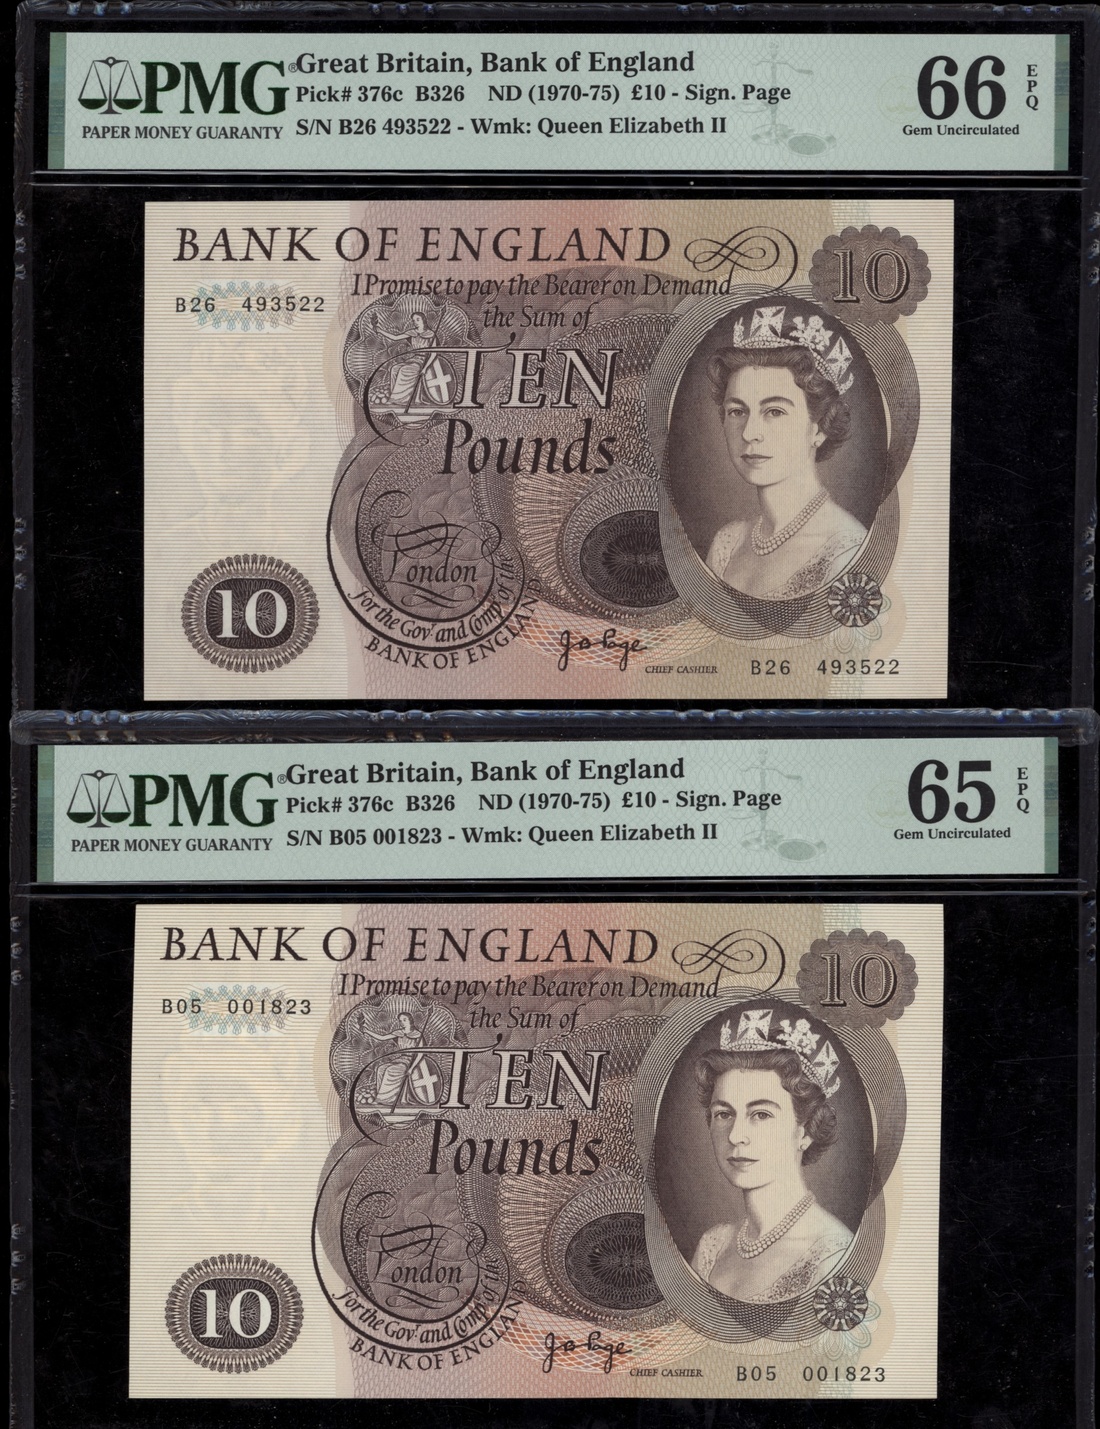 PMG®
PAPER MONEY GUARANTY
Great Britain, Bank of England
Pick# 376c B326 ND (1970-75) £10 - Sign. Page
S/N B26 493522 - Wmk: Queen Elizabeth II
66 EPQ
Gem Uncirculated
BANK OF ENGLAND
10
I Promise to pay the Bearer on Demand
B26 493522
the Sum of
TEN
Pounds
London
for the Govr. and Compa. of the
BANK OF ENGLAND
10
J B Page
CHIEF CASHIER
B26 493522
PMG®
PAPER MONEY GUARANTY
Great Britain, Bank of England
Pick# 376c B326 ND (1970-75) £10 - Sign. Page
S/N B05 001823 - Wmk: Queen Elizabeth II
65 EPQ
Gem Uncirculated
BANK OF ENGLAND
10
I Promise to pay the Bearer on Demand
B05 001823
the Sum of
TEN
Pounds
London
for the Govr. and Compa. of the
BANK OF ENGLAND
10
J B Page
CHIEF CASHIER
B05 001823